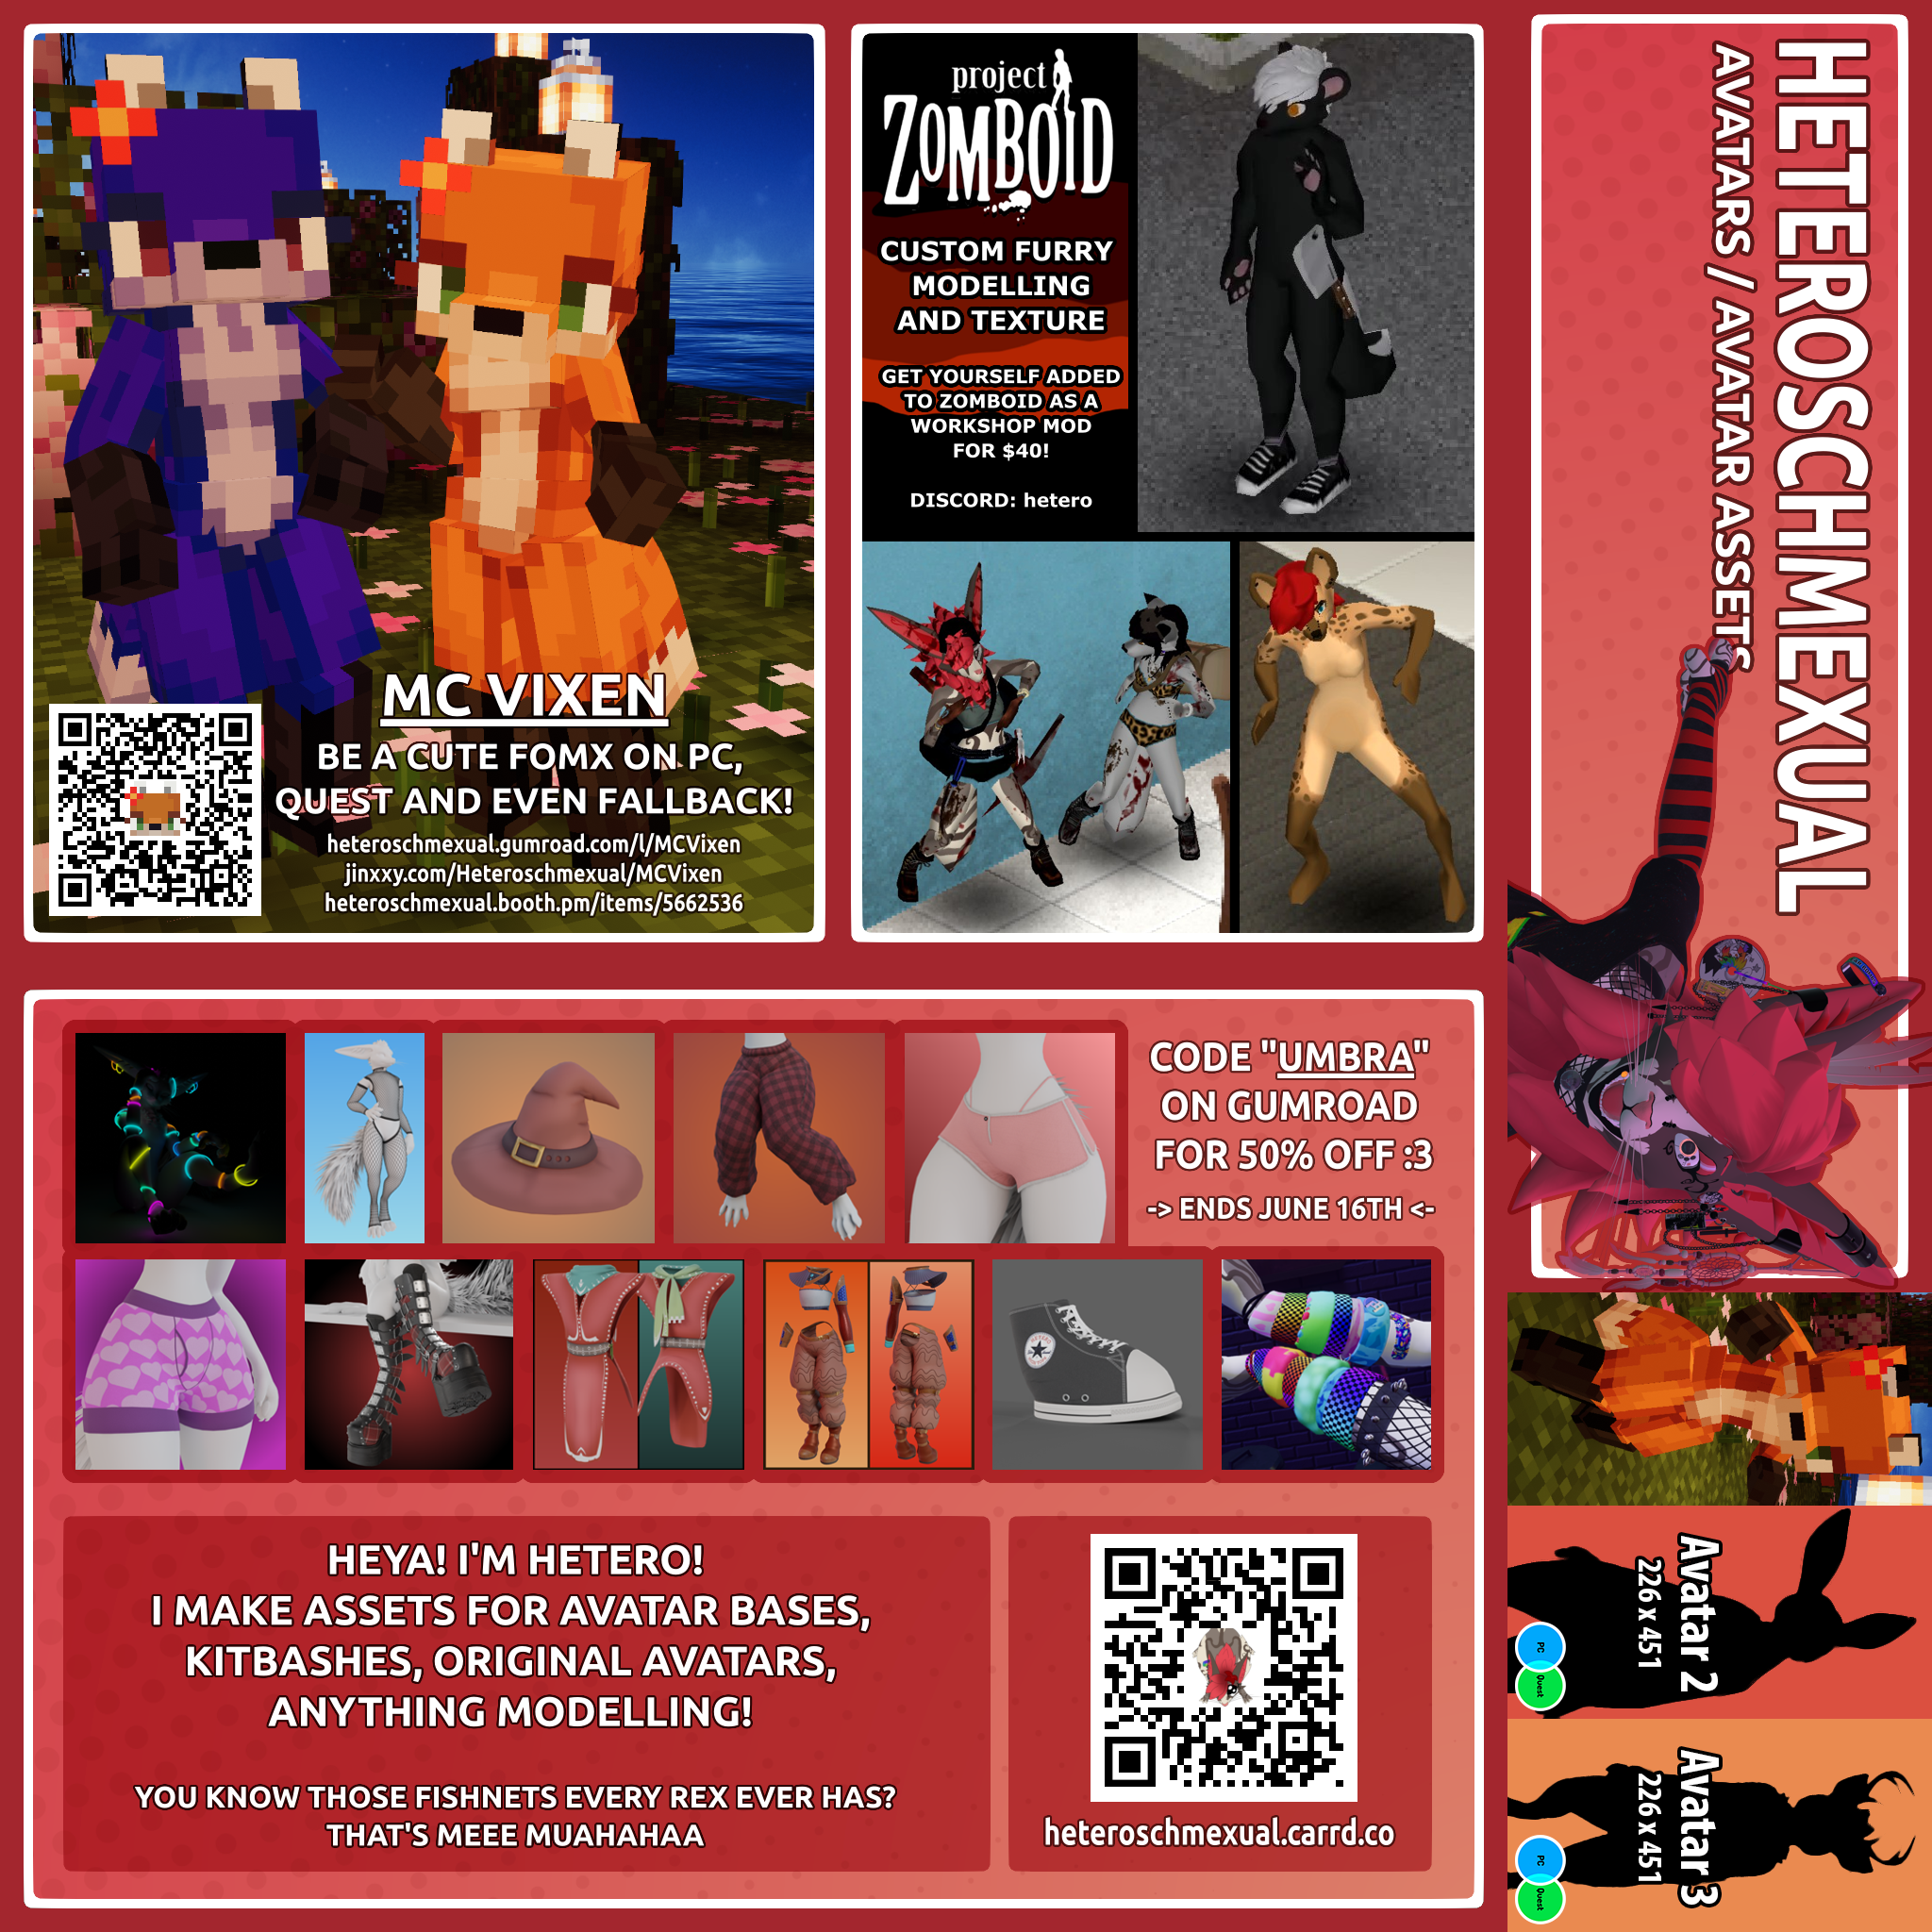 MC VIXEN
BE A CUTE FOMX ON PC,
QUEST AND EVEN FALLBACK!
heteroschmexual.gumroad.com/l/MCVixen
jinxxy.com/Heteroschmexual/MCVixen
heteroschmexual.booth.pm/items/5662536
project
ZOMBOID
CUSTOM FURRY
MODELLING
AND TEXTURE
GET YOURSELF ADDED
TO ZOMBOID AS A
WORKSHOP MOD
FOR $40!
DISCORD: hetero
HETEROSCHMEXUAL
AVATARS / AVATAR ASSETS
CODE "UMBRA"
ON GUMROAD
FOR 50% OFF :3
-> ENDS JUNE 16TH <-
HEYA! I'M HETERO!
I MAKE ASSETS FOR AVATAR BASES,
KITBASHES, ORIGINAL AVATARS,
ANYTHING MODELLING!
YOU KNOW THOSE FISHNETS EVERY REX EVER HAS?
THAT'S MEEE MUAHAHAA
heteroschmexual.carrd.co
Avatar 2
226 x 451
PC
Quest
Avatar 3
226 x 451
PC
Quest